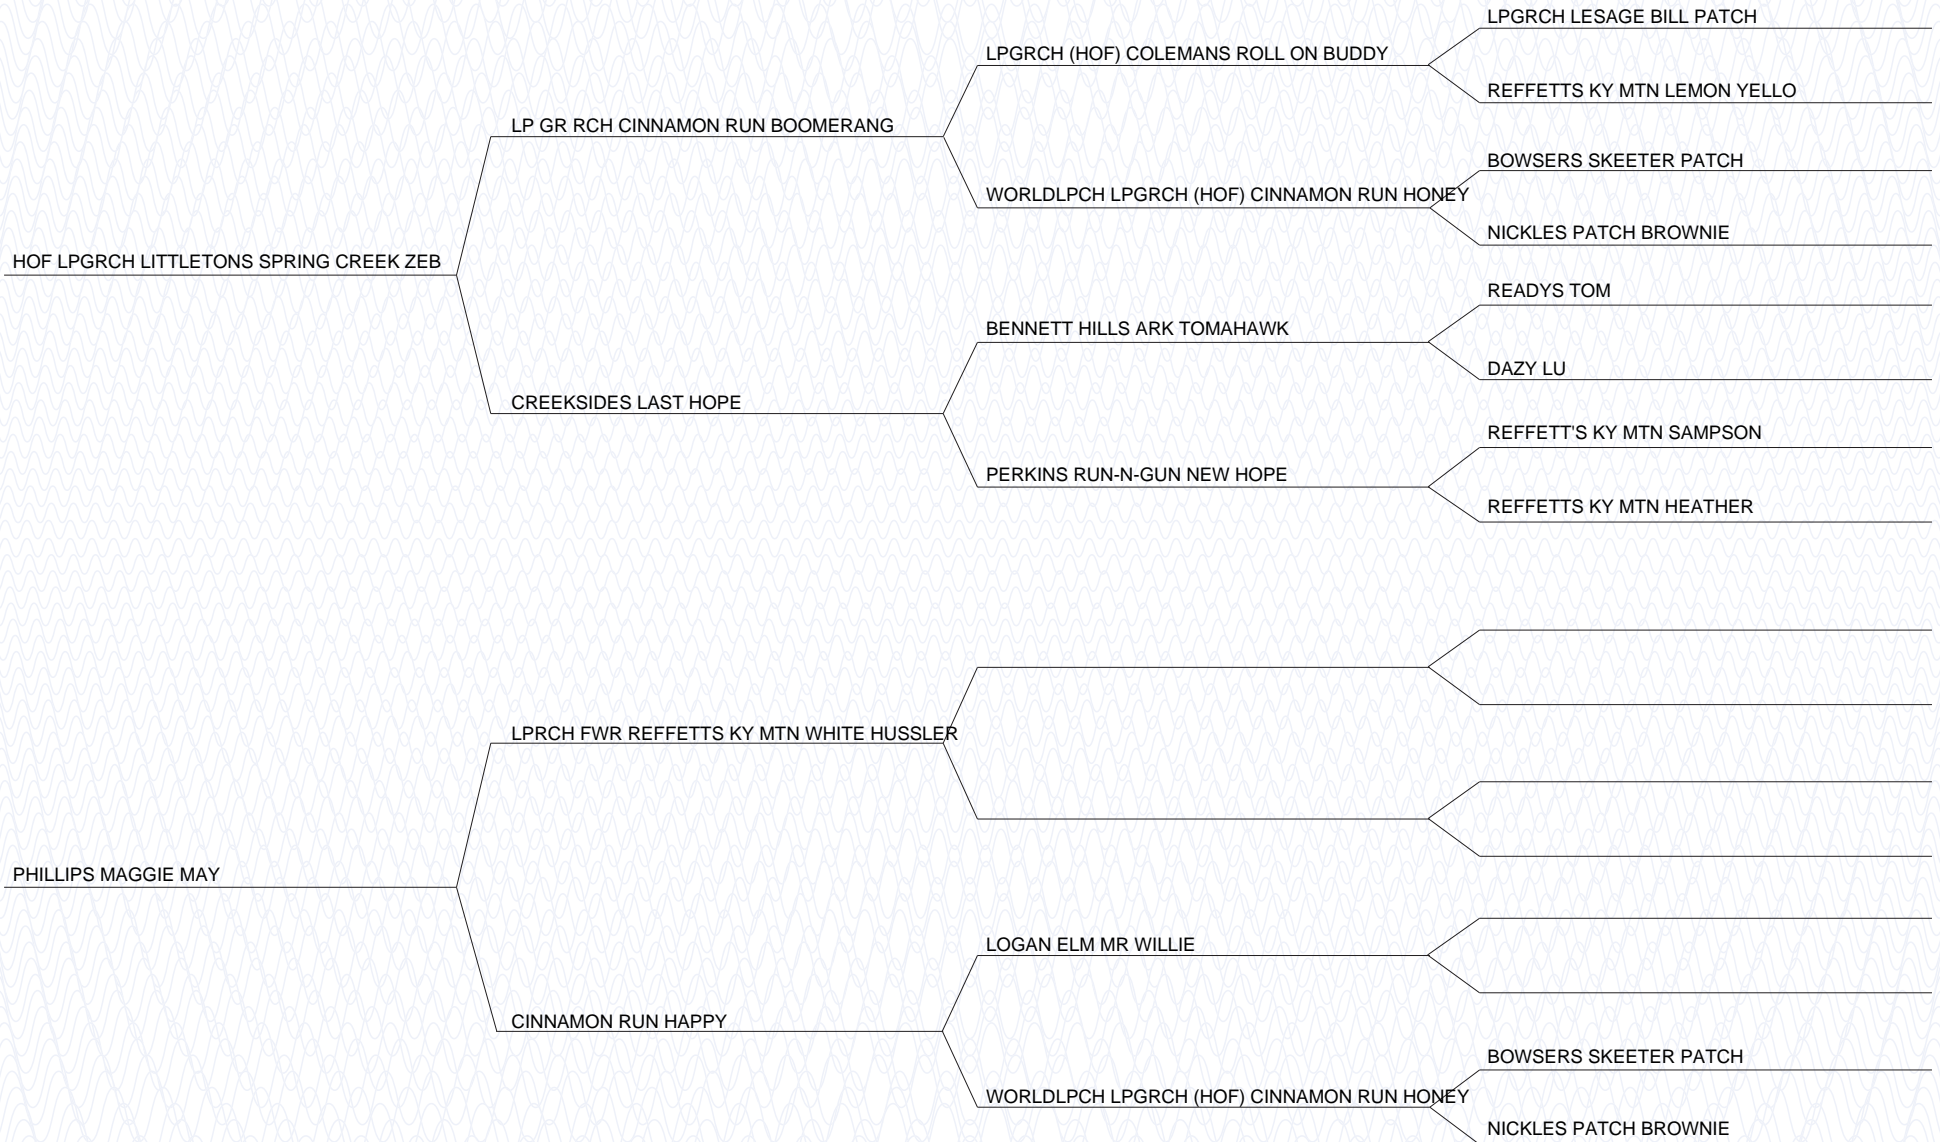 LPGRCH LESAGE BILL PATCH
LPGRCH (HOF) COLEMANS ROLL ON BUDDY
REFFETTS KY MTN LEMON YELLO
LP GR RCH CINNAMON RUN BOOMERANG
BOWSERS SKEETER PATCH
WORLDLPCH LPGRCH (HOF) CINNAMON RUN HONEY
NICKLES PATCH BROWNIE
HOF LPGRCH LITTLETONS SPRING CREEK ZEB
READYS TOM
BENNETT HILLS ARK TOMAHAWK
DAZY LU
CREEKSIDES LAST HOPE
REFFETT'S KY MTN SAMPSON
PERKINS RUN-N-GUN NEW HOPE
REFFETTS KY MTN HEATHER
LPRCH FWR REFFETTS KY MTN WHITE HUSSLER
PHILLIPS MAGGIE MAY
LOGAN ELM MR WILLIE
CINNAMON RUN HAPPY
BOWSERS SKEETER PATCH
WORLDLPCH LPGRCH (HOF) CINNAMON RUN HONEY
NICKLES PATCH BROWNIE